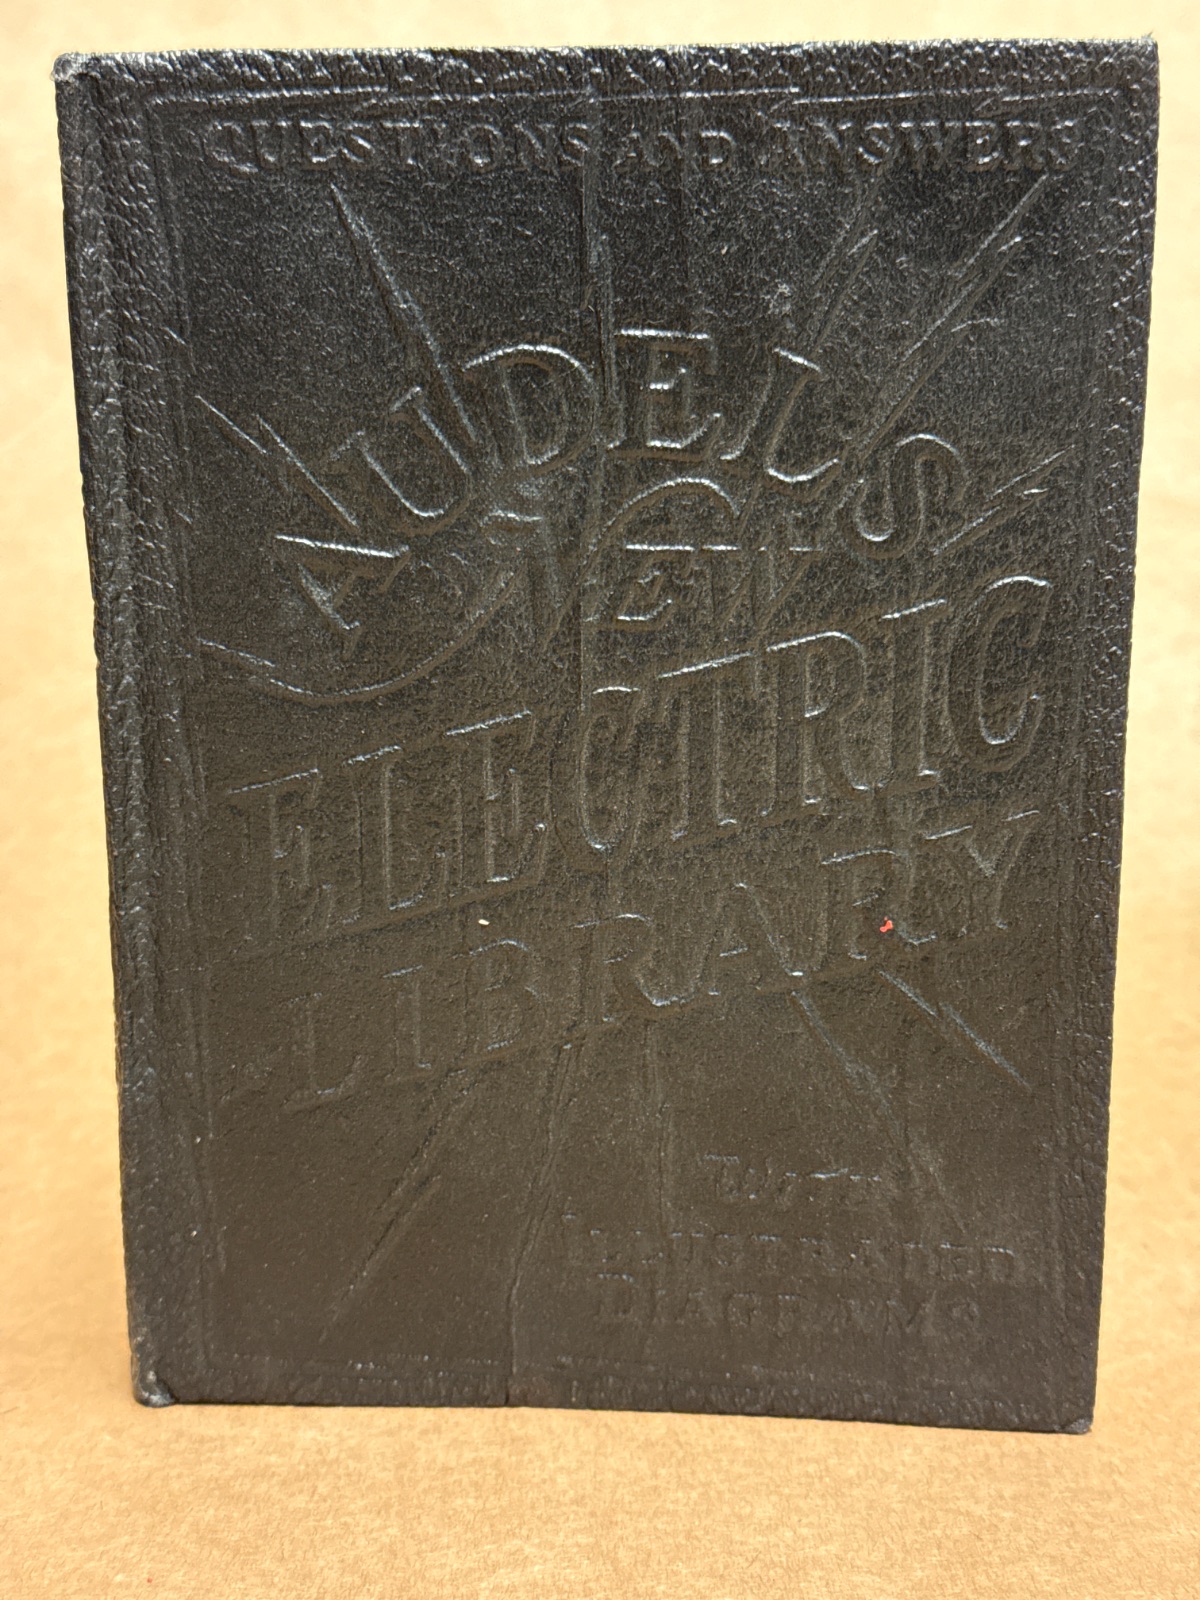 QUESTIONS AND ANSWERS
AUDELS
NEW
ELECTRIC
LIBRARY
WITH
ILLUSTRATED
DIAGRAMS